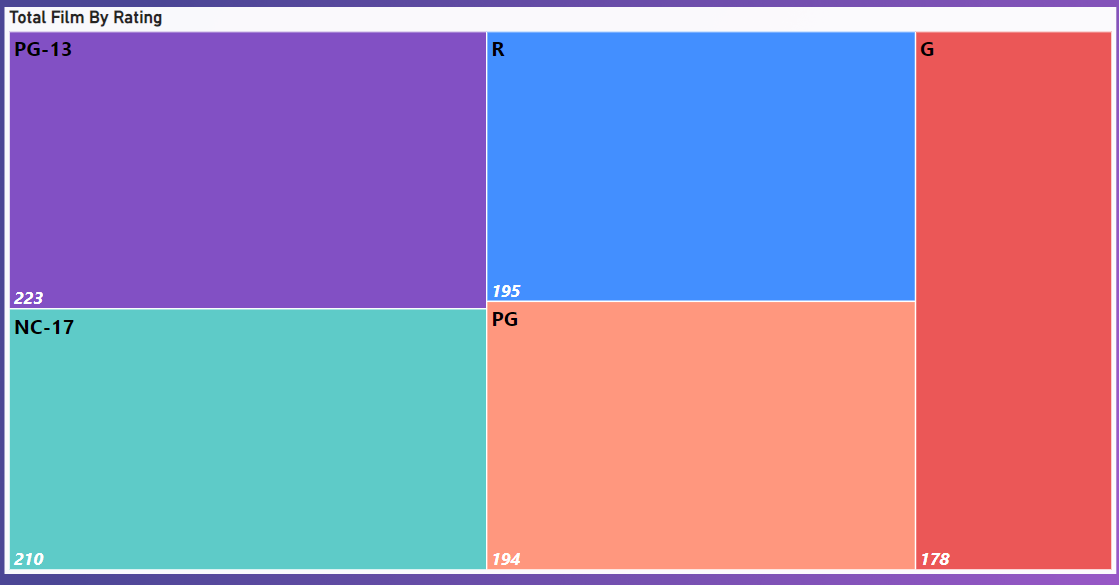 Total Film By Rating
PG-13
223
NC-17
210
R
195
PG
194
G
178